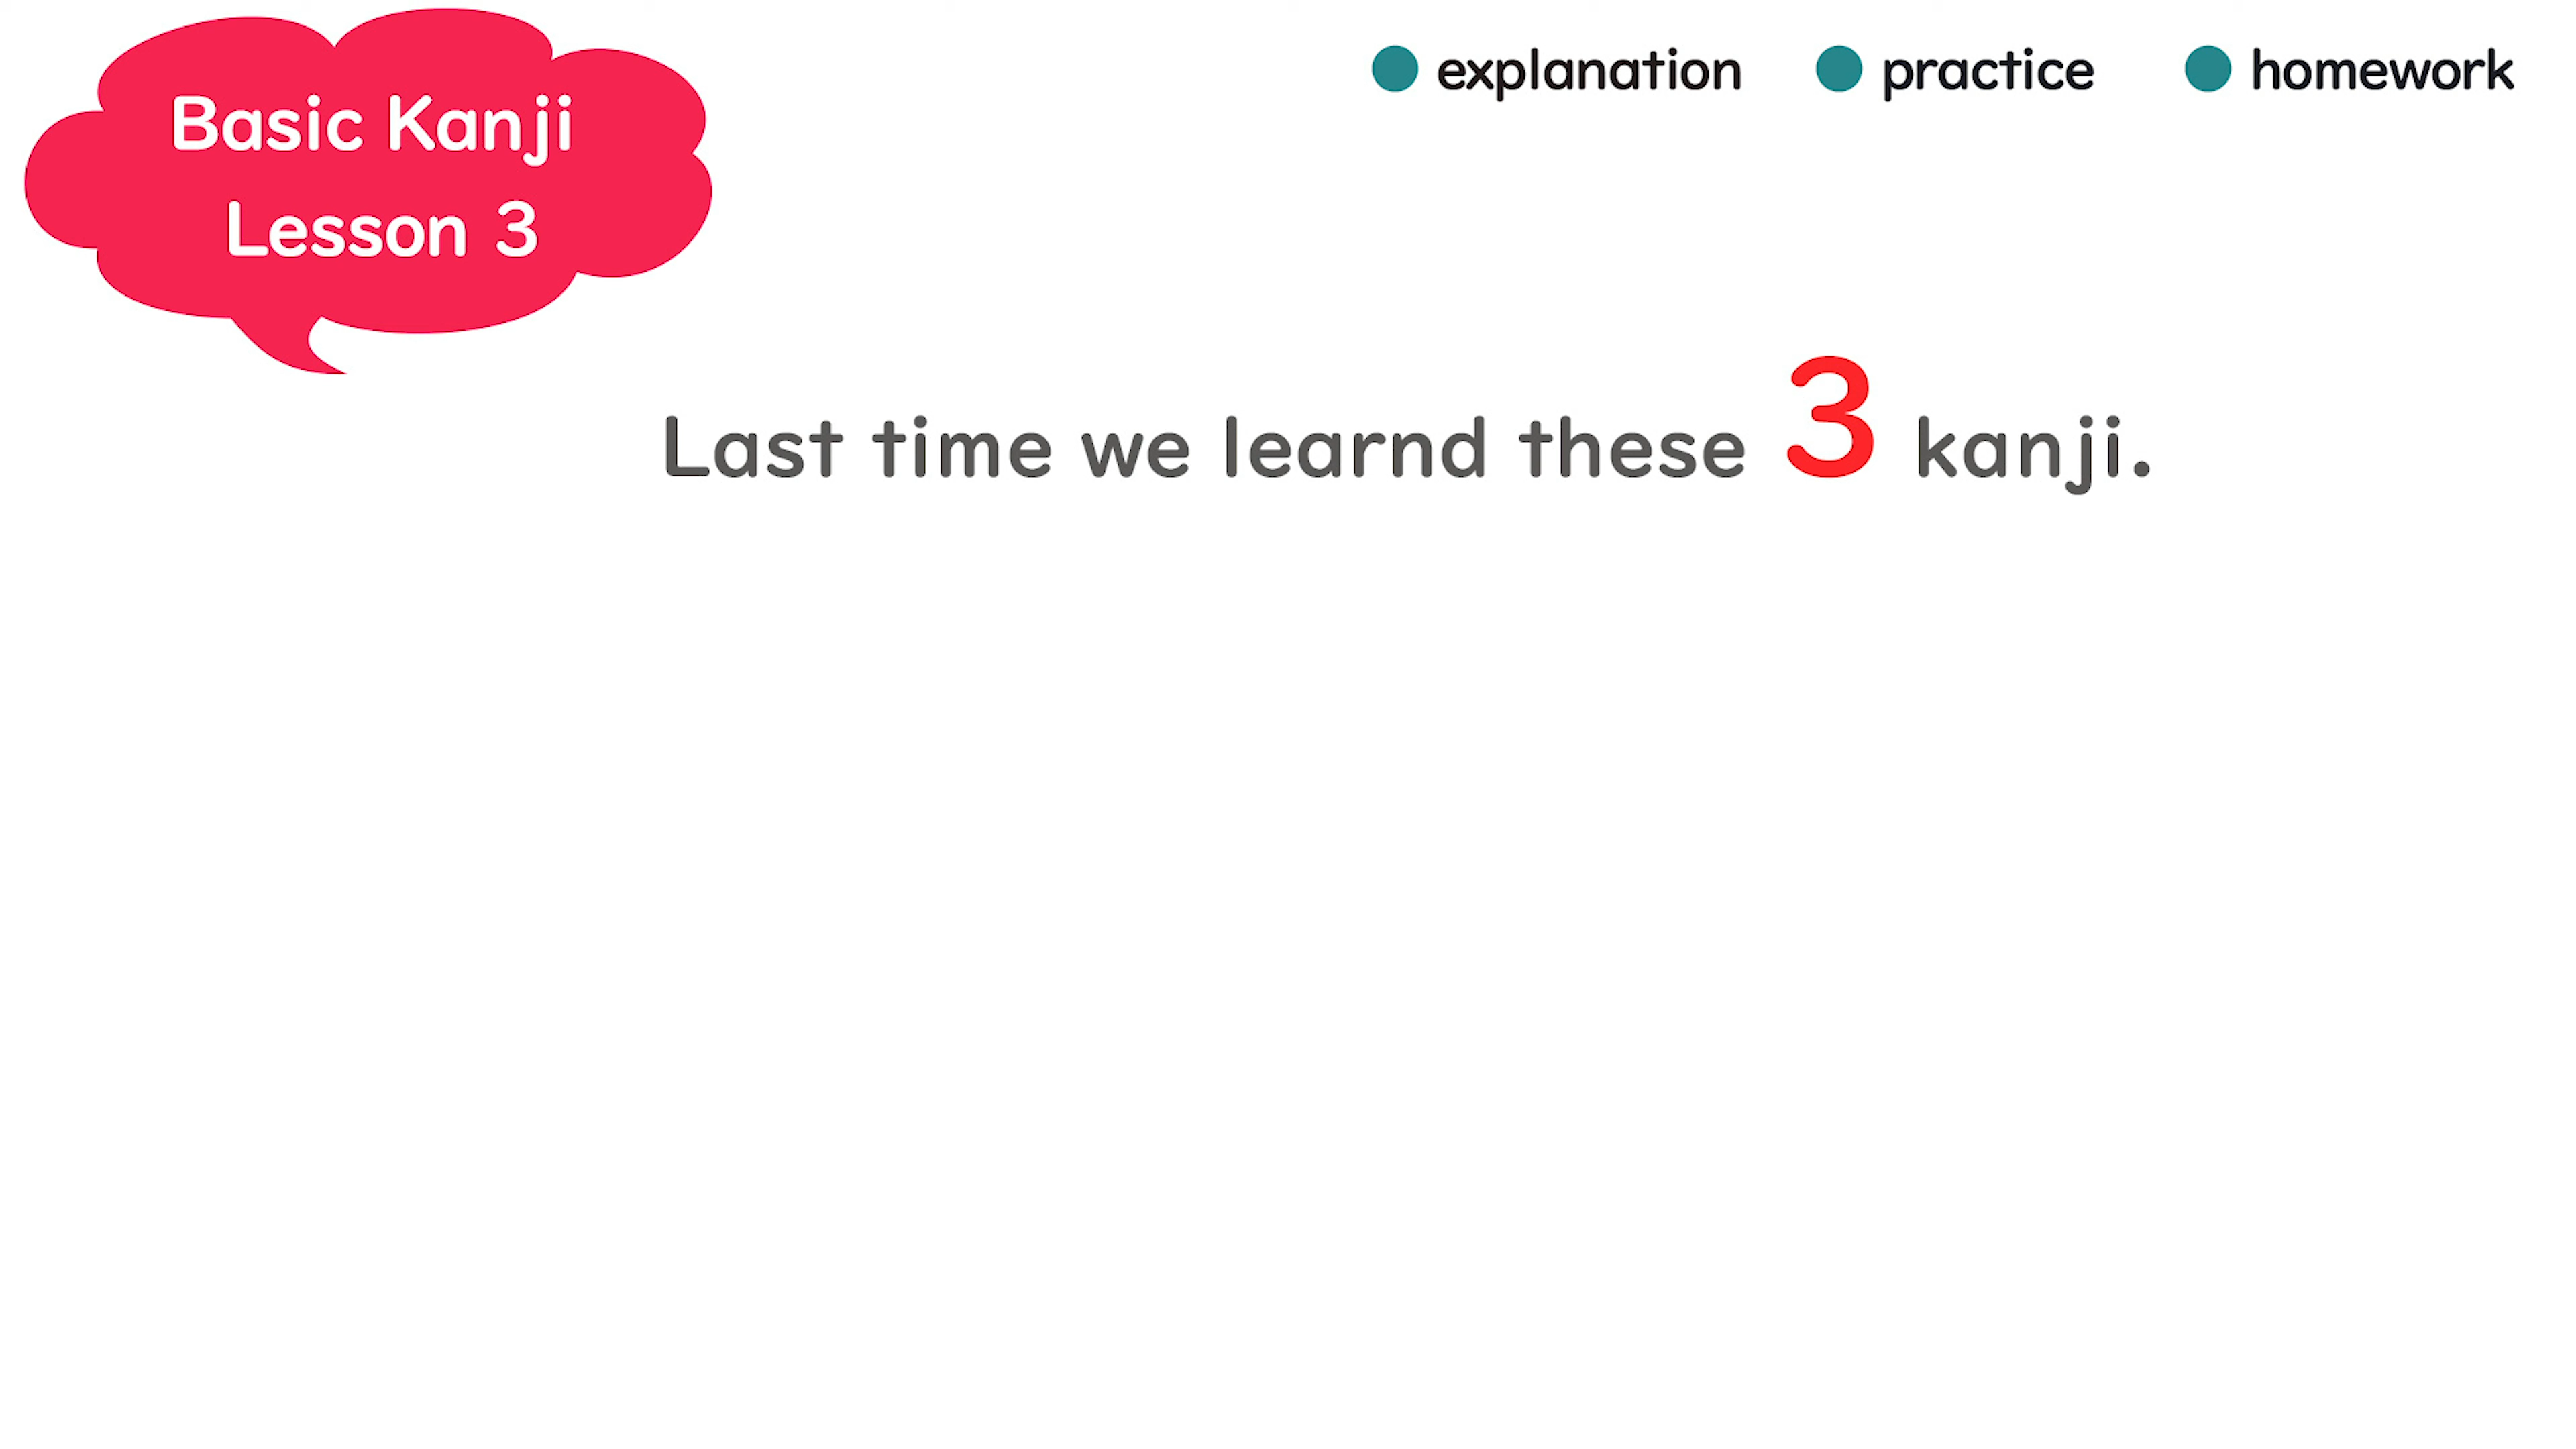 Basic Kanji
Lesson 3
explanation practice homework
Last time we learnd these 3 kanji.